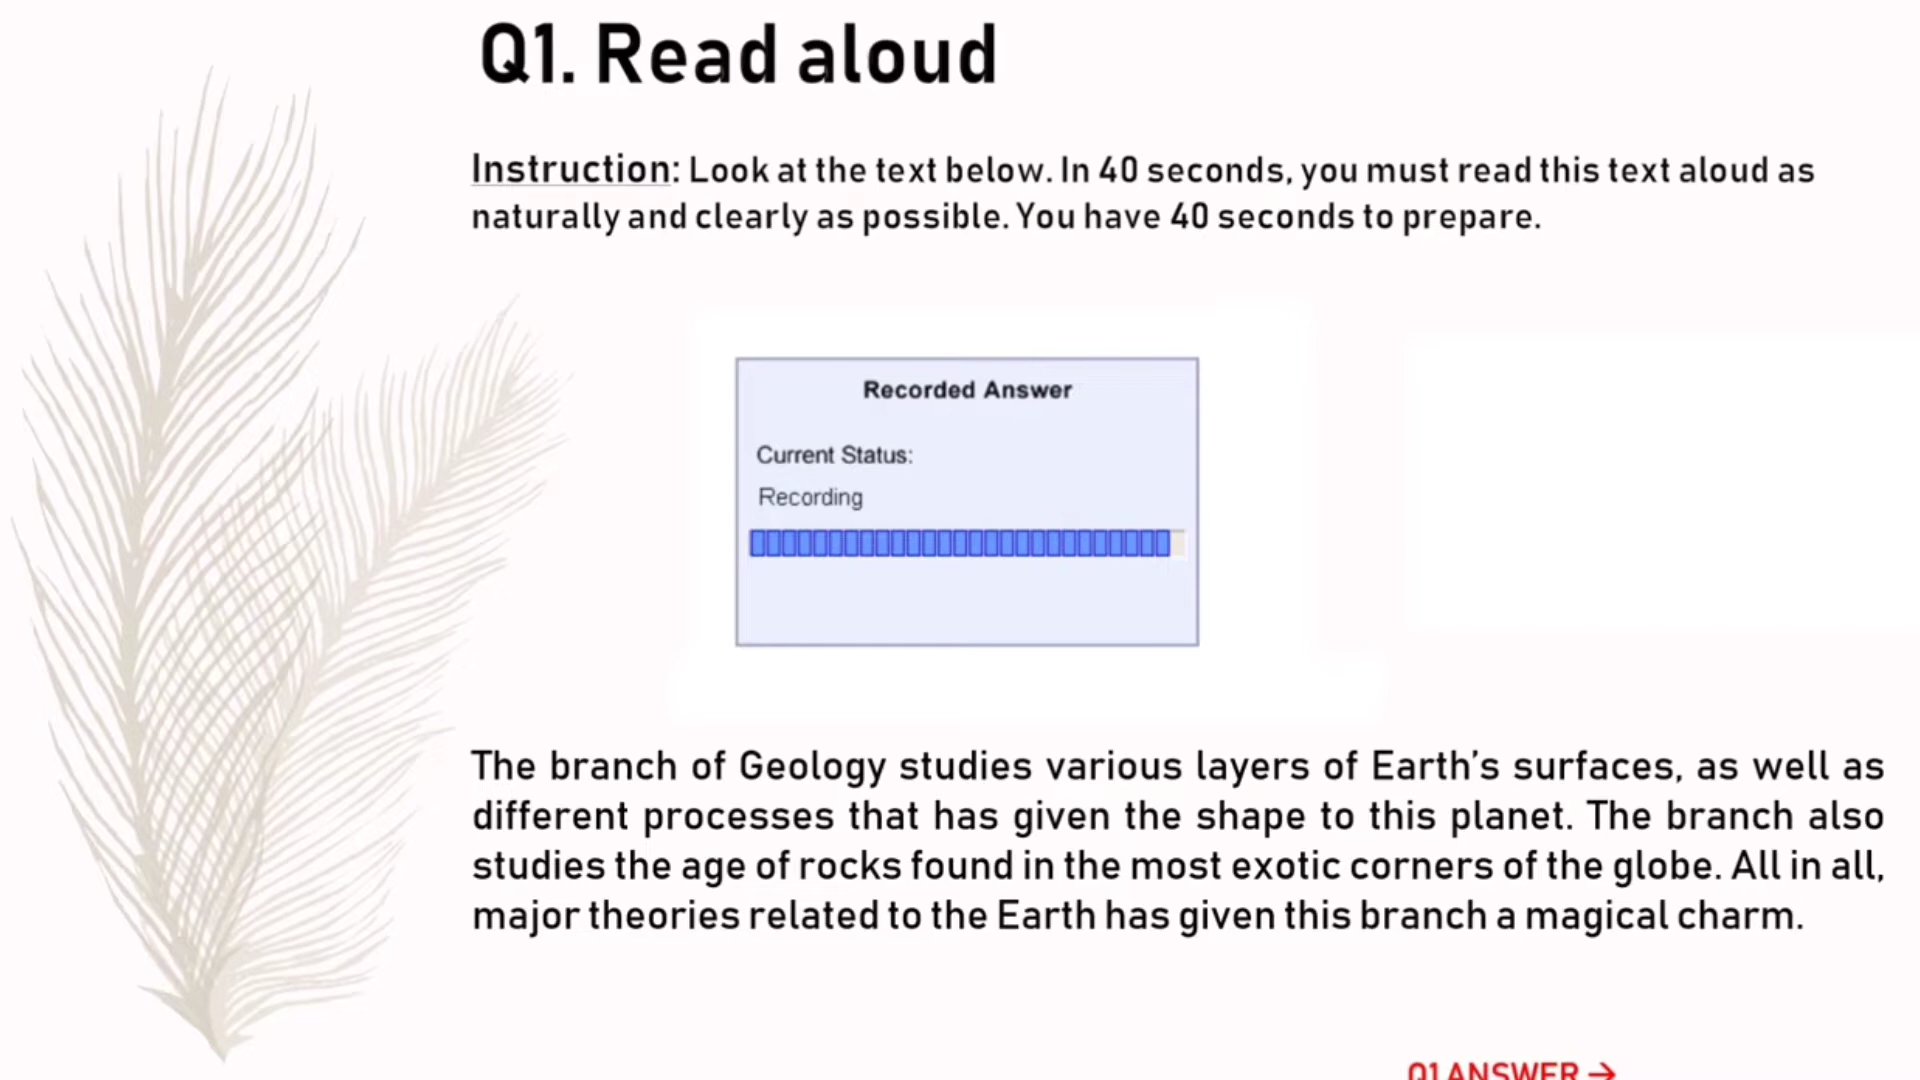 Q1. Read aloud
Instruction: Look at the text below. In 40 seconds, you must read this text aloud as
naturally and clearly as possible. You have 40 seconds to prepare.
Recorded Answer
Current Status:
Recording
The branch of Geology studies various layers of Earth's surfaces, as well as
different processes that has given the shape to this planet. The branch also
studies the age of rocks found in the most exotic corners of the globe. All in all,
major theories related to the Earth has given this branch a magical charm.
Q1 ANSWER →